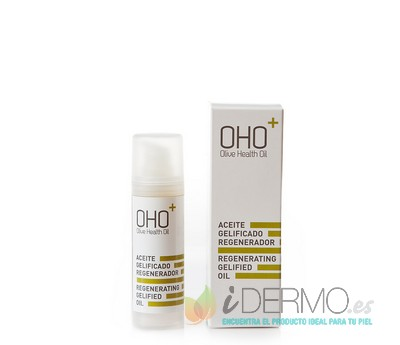 OHO+
Olive Health Oil
ACEITE
GELIFICADO
REGENERADOR
REGENERATING
GELIFIED
OIL
OHO+
Olive Health Oil
ACEITE
GELIFICADO
REGENERADOR
REGENERATING
GELIFIED
OIL
iDERMO.es
ENCUENTRA EL PRODUCTO IDEAL PARA TU PIEL